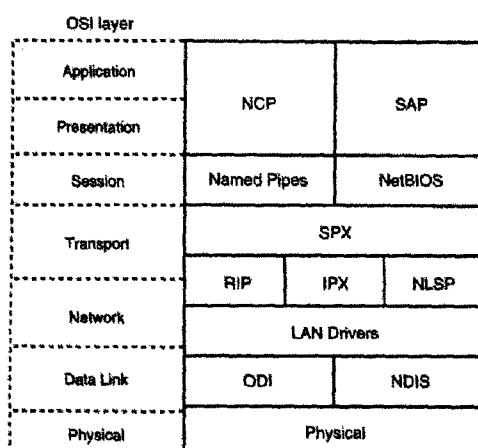 OSI layer
Application
NCP SAP
Presentation
Session Named Pipes NetBIOS
Transport SPX
RIP IPX NLSP
Network
LAN Drivers
Data Link ODI NDIS
Physical Physical